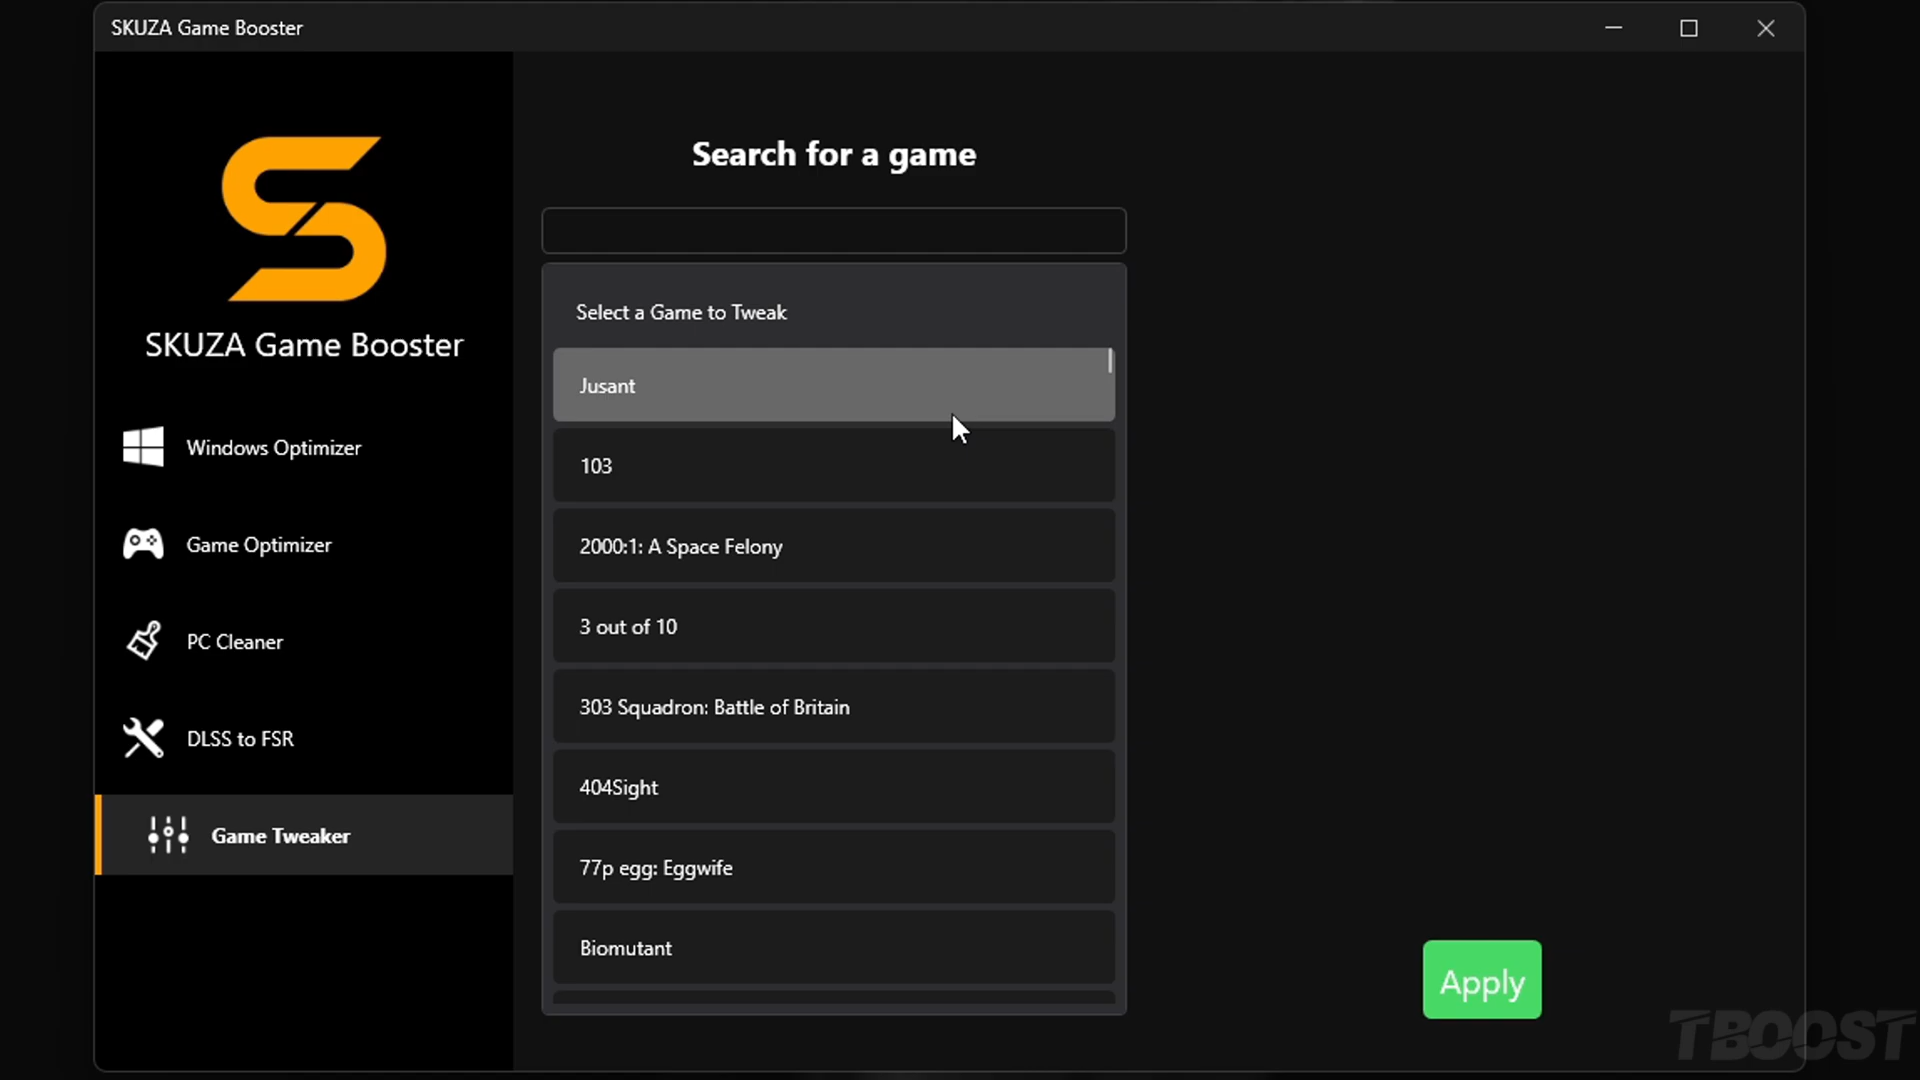 SKUZA Game Booster
SKUZA Game Booster
Windows Optimizer
Game Optimizer
PC Cleaner
DLSS to FSR
Game Tweaker
Search for a game
Select a Game to Tweak
Jusant
103
2000:1: A Space Felony
3 out of 10
303 Squadron: Battle of Britain
404Sight
77p egg: Eggwife
Biomutant
Apply
TBOOST